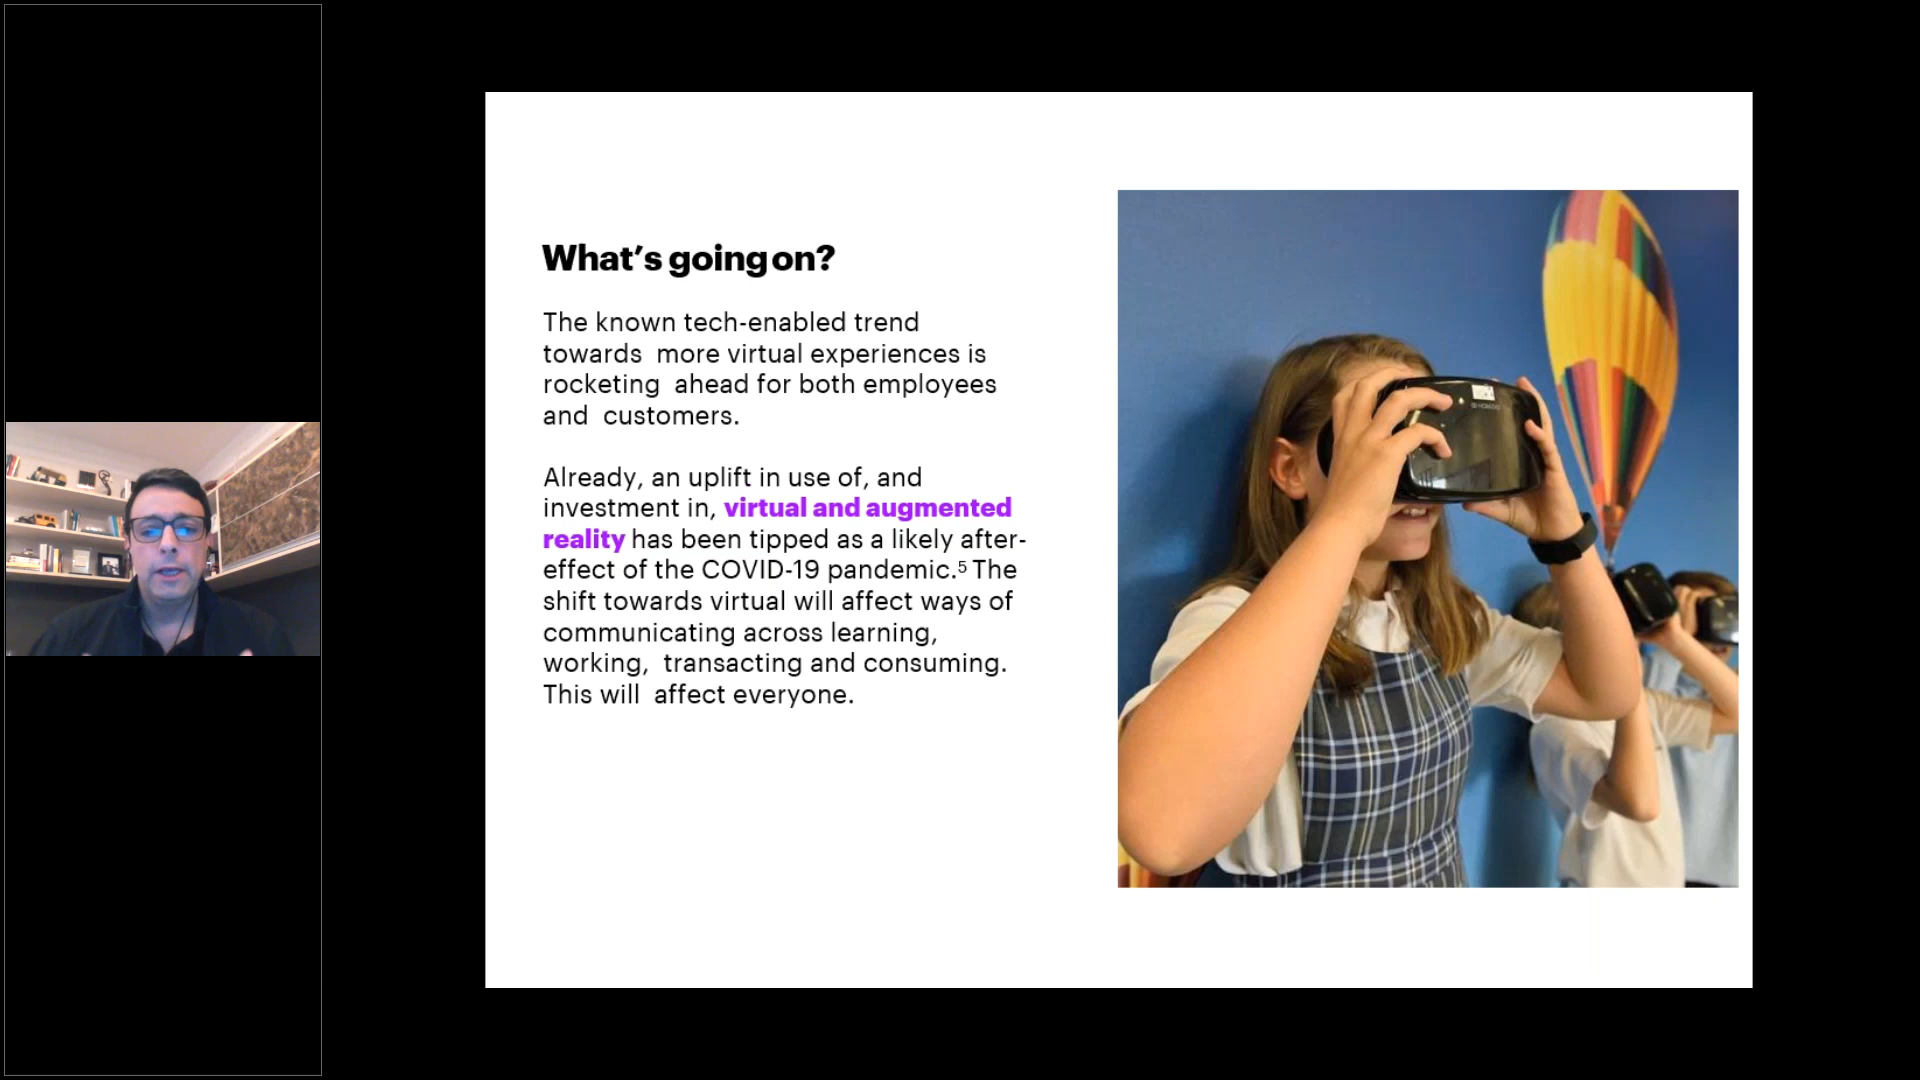 What's going on?
The known tech-enabled trend
towards more virtual experiences is
rocketing ahead for both employees
and customers.
Already, an uplift in use of, and
investment in, virtual and augmented
reality has been tipped as a likely after-
effect of the COVID-19 pandemic.⁵ The
shift towards virtual will affect ways of
communicating across learning,
working, transacting and consuming.
This will affect everyone.